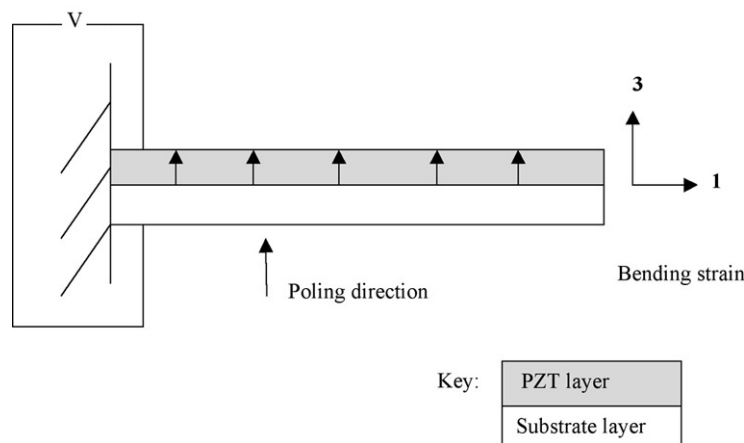 V
3
1
Bending strain
Poling direction
Key:
PZT layer
Substrate layer